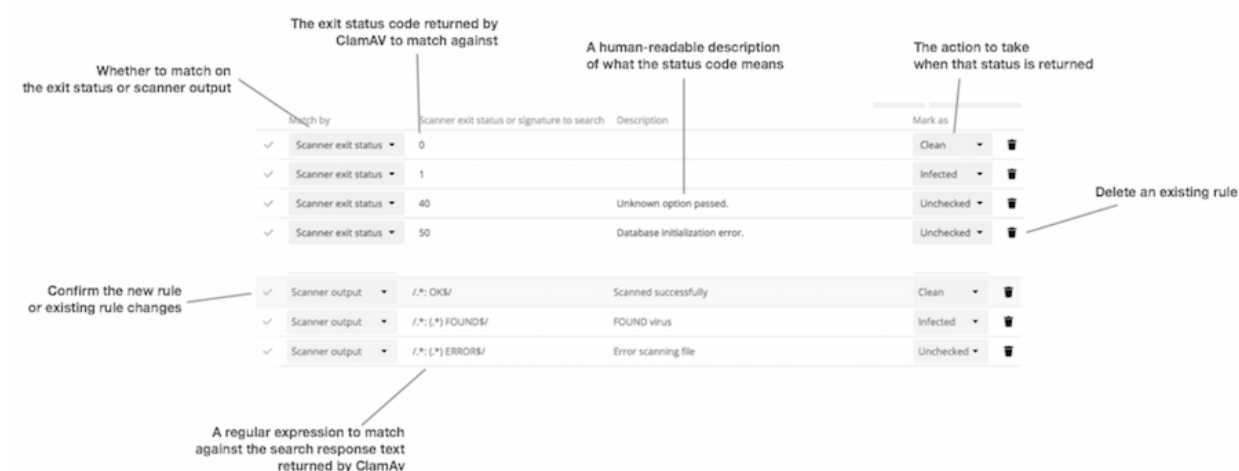 The exit status code returned by
ClamAV to match against
A human-readable description
of what the status code means
The action to take
when that status is returned
Whether to match on
the exit status or scanner output
Match by Scanner exit status or signature to search Description Mark as
Scanner exit status 0 Clean
Scanner exit status 1 Infected
Scanner exit status 40 Unknown option passed. Unchecked
Scanner exit status 50 Database initialization error. Unchecked
Delete an existing rule
Confirm the new rule
or existing rule changes
Scanner output /.*: OK$/ Scanned successfully Clean
Scanner output /.*: (.*) FOUND$/ FOUND virus Infected
Scanner output /.*: (.*) ERROR$/ Error scanning file Unchecked
A regular expression to match
against the search response text
returned by ClamAv